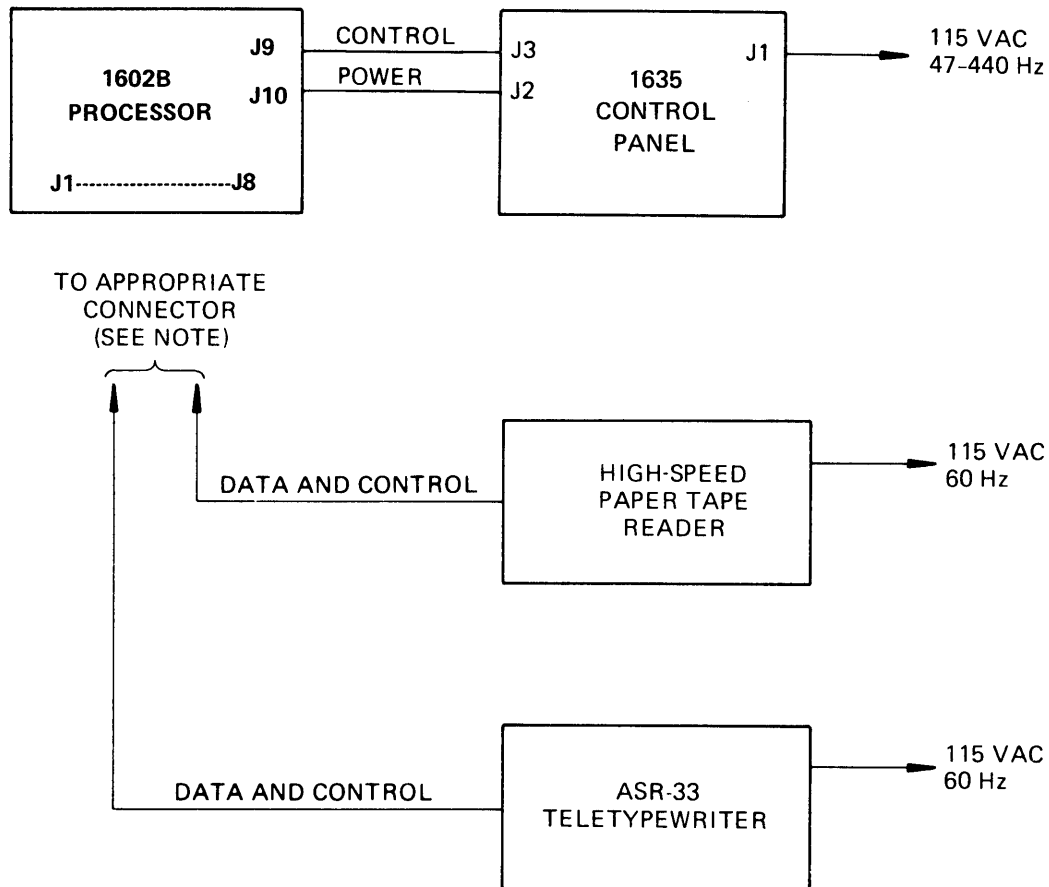 J9
CONTROL
J3
J1
115 VAC
47-440 Hz
1602B
PROCESSOR
J10
POWER
J2
1635
CONTROL
PANEL
J1-----------------------J8
TO APPROPRIATE
CONNECTOR
(SEE NOTE)
DATA AND CONTROL
HIGH-SPEED
PAPER TAPE
READER
115 VAC
60 Hz
DATA AND CONTROL
ASR-33
TELETYPEWRITER
115 VAC
60 Hz